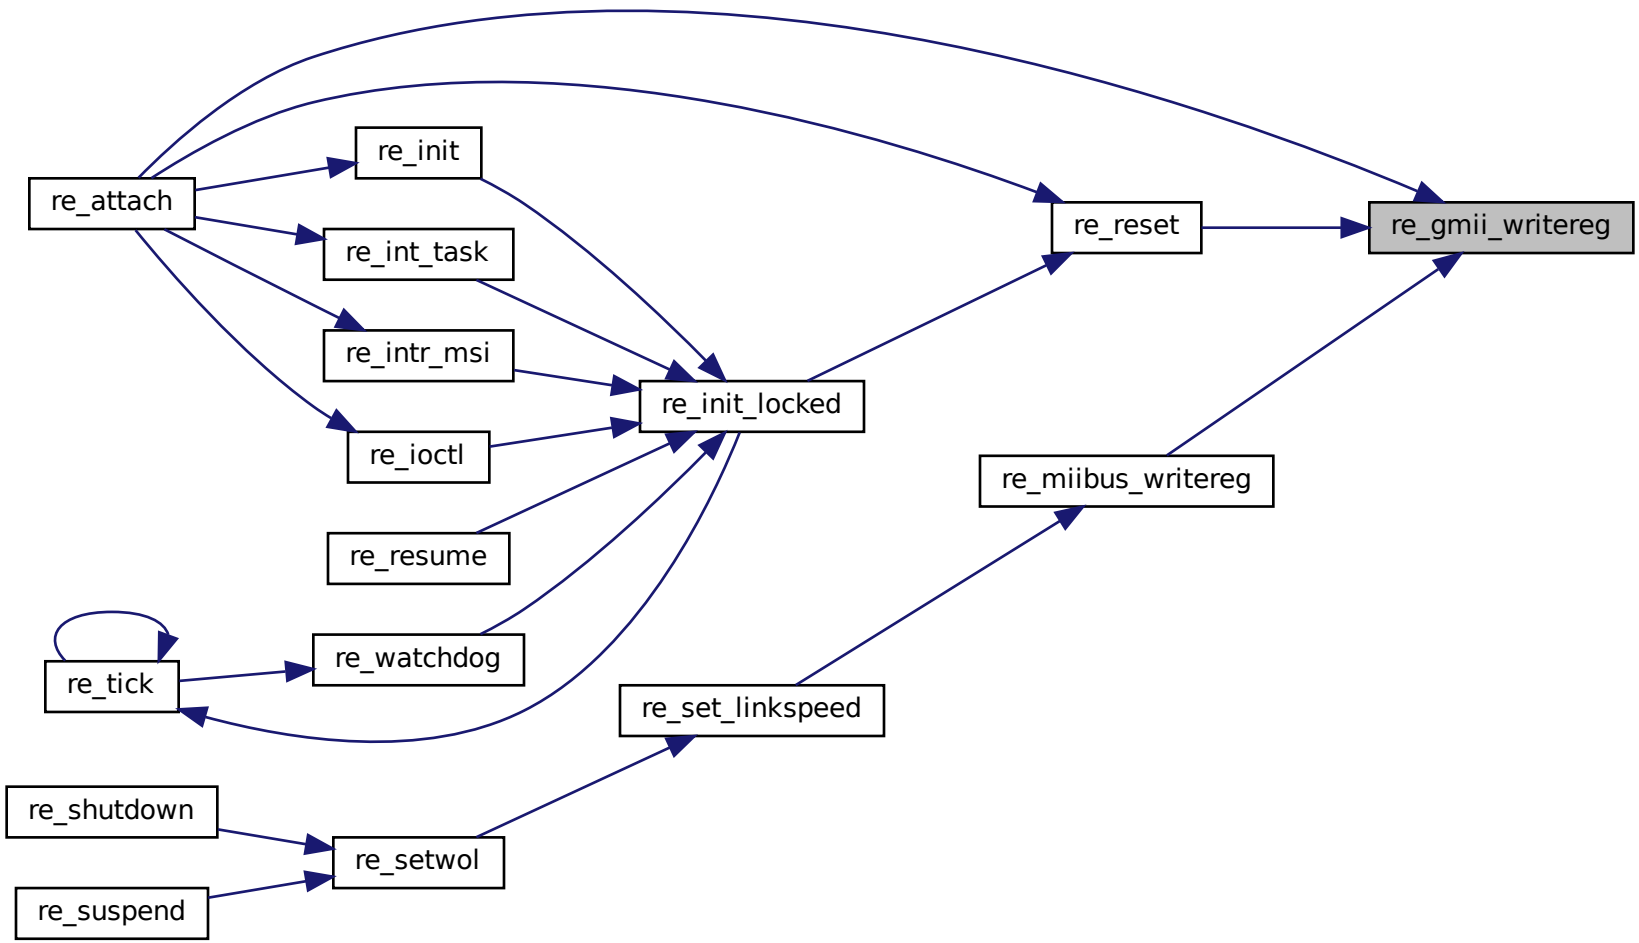 re_init
re_attach
re_reset
re_gmii_writereg
re_int_task
re_intr_msi
re_init_locked
re_ioctl
re_miibus_writereg
re_resume
re_watchdog
re_tick
re_set_linkspeed
re_shutdown
re_setwol
re_suspend